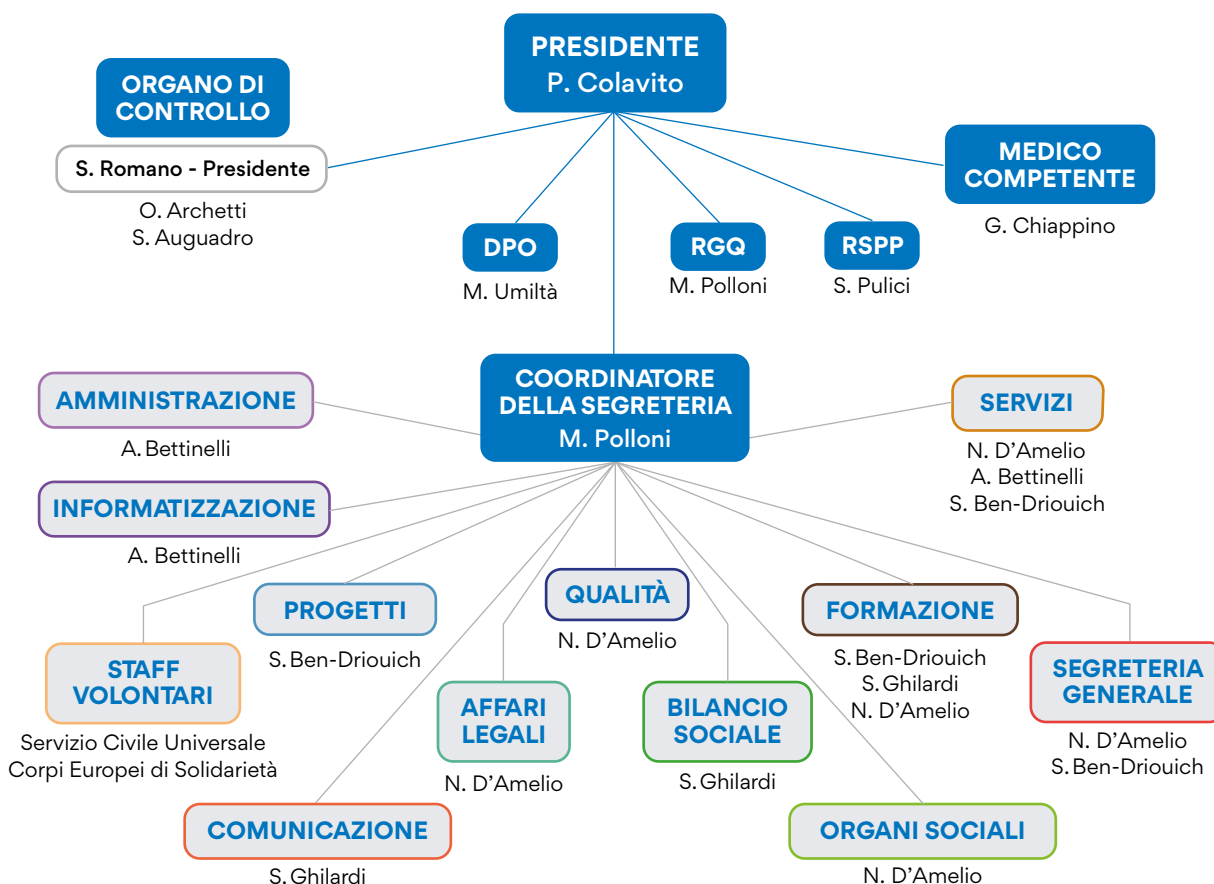 PRESIDENTE
P. Colavito
ORGANO DI
CONTROLLO
S. Romano - Presidente
O. Archetti
S. Auguadro
MEDICO
COMPETENTE
G. Chiappino
DPO
M. Umiltà
RGQ
M. Polloni
RSPP
S. Pulici
COORDINATORE
DELLA SEGRETERIA
M. Polloni
AMMINISTRAZIONE
A. Bettinelli
SERVIZI
N. D'Amelio
A. Bettinelli
S. Ben-Driouich
INFORMATIZZAZIONE
A. Bettinelli
PROGETTI
S. Ben-Driouich
QUALITÀ
N. D'Amelio
FORMAZIONE
S. Ben-Driouich
S. Ghilardi
N. D'Amelio
STAFF
VOLONTARI
Servizio Civile Universale
Corpi Europei di Solidarietà
AFFARI
LEGALI
N. D'Amelio
BILANCIO
SOCIALE
S. Ghilardi
SEGRETERIA
GENERALE
N. D'Amelio
S. Ben-Driouich
COMUNICAZIONE
S. Ghilardi
ORGANI SOCIALI
N. D'Amelio